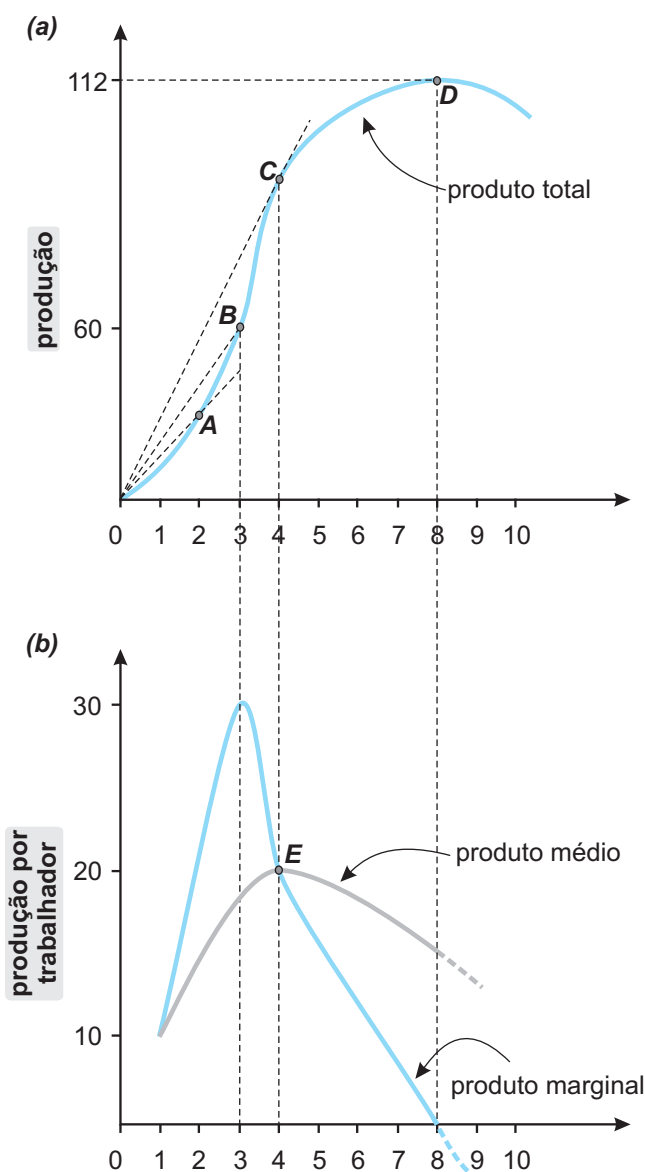 (a)
112
D
C
produto total
produção
B
60
A
0 1 2 3 4 5 6 7 8 9 10
(b)
30
produção por
trabalhador
E
produto médio
20
10
produto marginal
0 1 2 3 4 5 6 7 8 9 10